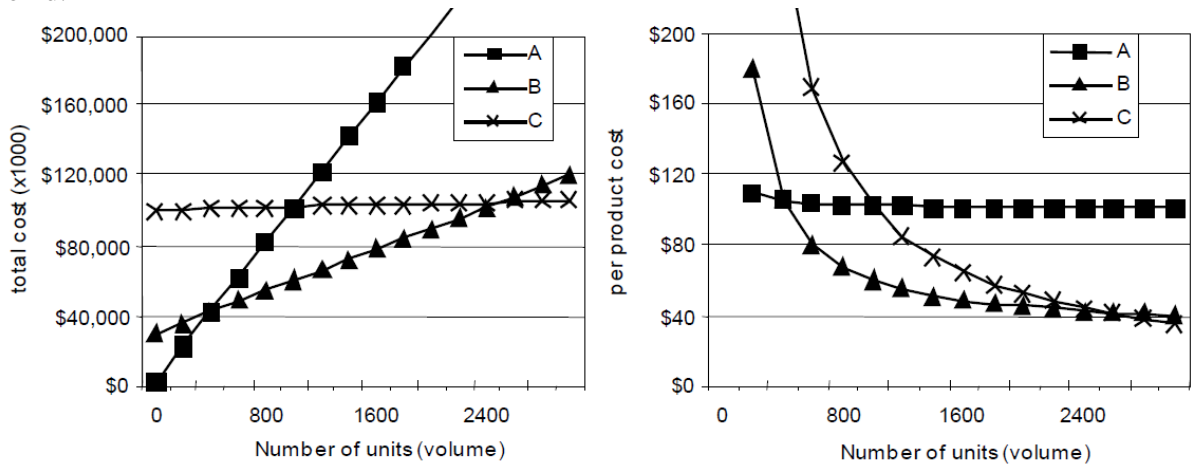 $200,000
$160,000
$120,000
$80,000
$40,000
$0
total cost (x1000)
A
B
C
0 800 1600 2400
Number of units (volume)
$200
$160
$120
$80
$40
$0
per product cost
A
B
C
0 800 1600 2400
Number of units (volume)